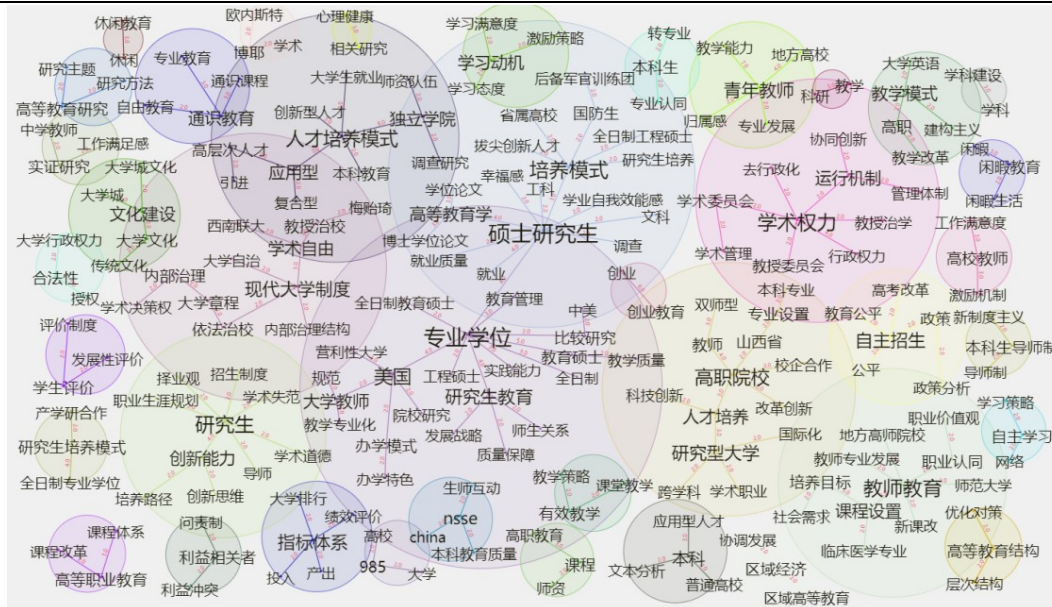 休闲教育
欧内斯特
心理健康
学习满意度
转专业
休闲
专业教育
博耶
学术
相关研究
激励策略
教学能力
地方高校
大学英语
研究主题
学习动机
本科生
学科建设
研究方法
通识课程
大学生就业
师资队伍
后备军官训练团
青年教师
科研
教学
教学模式
高等教育研究
自由教育
学习态度
专业认同
学科
中学教师
通识教育
创新型人才
独立学院
省属高校
国防生
归属感
专业发展
高职
建构主义
工作满足感
人才培养模式
拔尖创新人才
全日制工程硕士
协同创新
闲暇
实证研究
大学城文化
高层次人才
调查研究
培养模式
研究生培养
教学改革
闲暇教育
大学城
引进
应用型
本科教育
幸福感
去行政化
运行机制
管理体制
闲暇生活
文化建设
复合型
学位论文
工科
学业自我效能感
学术委员会
梅贻琦
高等教育学
文科
学术权力
教授治学
工作满意度
大学行政权力
大学文化
西南联大
教授治校
硕士研究生
学术自由
博士学位论文
调查
学术管理
行政权力
高校教师
合法性
传统文化
内部治理
大学自治
就业质量
教授委员会
授权
现代大学制度
就业
创业
本科专业
高考改革
激励机制
学术决策权
大学章程
全日制教育硕士
教育管理
中美
创业教育
双师型
专业设置
教育公平
政策
新制度主义
评价制度
依法治校
内部治理结构
专业学位
比较研究
教师
山西省
自主招生
本科生导师制
发展性评价
营利性大学
教育硕士
教学质量
校企合作
公平
导师制
学生评价
择业观
招生制度
规范
美国
工程硕士
实践能力
全日制
高职院校
政策分析
职业生涯规划
学术失范
大学教师
研究生教育
科技创新
改革创新
学习策略
产学研合作
研究生
教学专业化
院校研究
人才培养
职业价值观
自主学习
研究生培养模式
创新能力
学术道德
办学模式
发展战略
师生关系
国际化
地方高师院校
网络
全日制专业学位
导师
质量保障
研究型大学
教师专业发展
职业认同
培养路径
创新思维
办学特色
教学策略
课堂教学
跨学科
学术职业
培养目标
教师教育
师范大学
大学排行
生师互动
课程设置
问责制
绩效评价
nsse
有效教学
应用型人才
社会需求
新课改
优化对策
课程体系
高校
china
高职教育
协调发展
课程改革
利益相关者
指标体系
本科教育质量
本科
临床医学专业
高等教育结构
高等职业教育
投入
产出
985
大学
课程
文本分析
区域经济
层次结构
利益冲突
师资
普通高校
区域高等教育